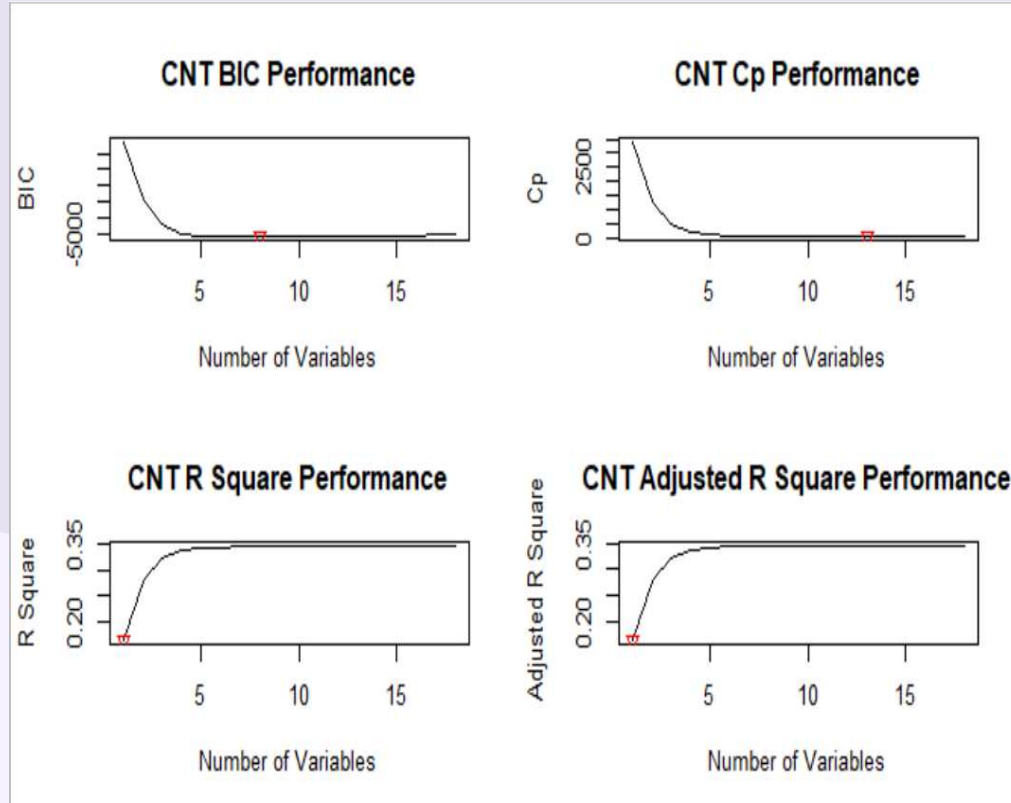 CNT BIC Performance
BIC
-5000
5 10 15
Number of Variables
CNT Cp Performance
Cp
2500
0
5 10 15
Number of Variables
CNT R Square Performance
R Square
0.35
0.20
5 10 15
Number of Variables
CNT Adjusted R Square Performance
Adjusted R Square
0.35
0.20
5 10 15
Number of Variables